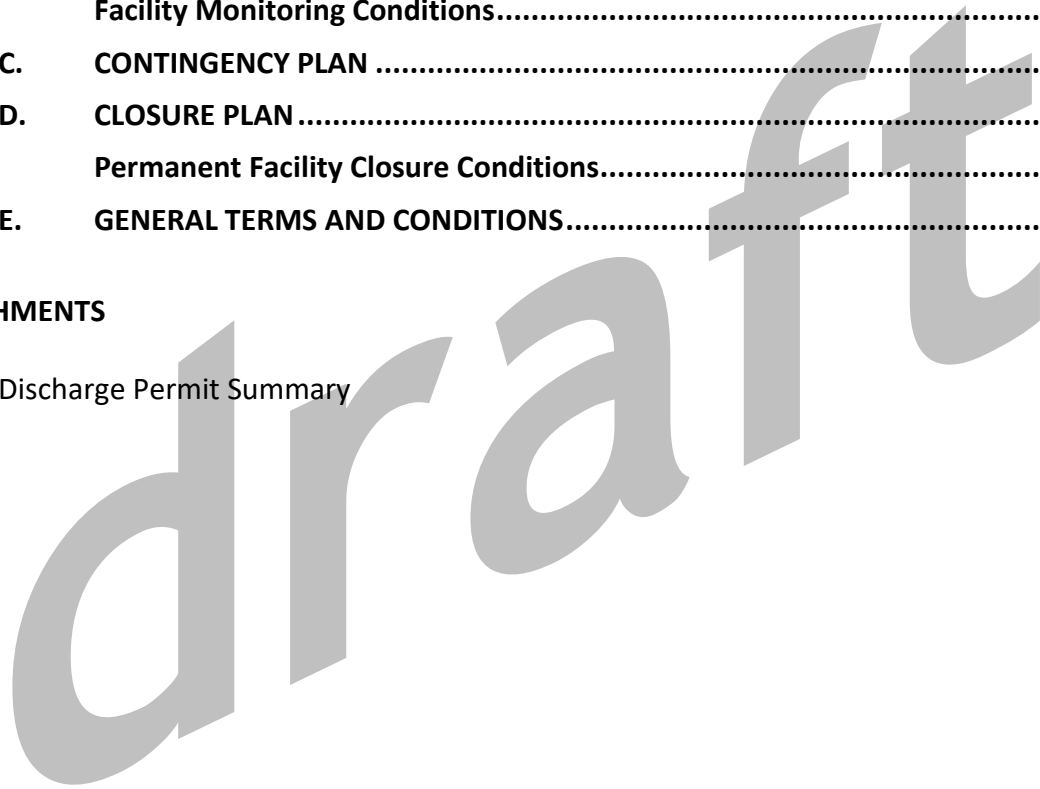 Facility Monitoring Conditions........................................................................
C. CONTINGENCY PLAN ........................................................................................
D. CLOSURE PLAN ..................................................................................................
Permanent Facility Closure Conditions............................................................
E. GENERAL TERMS AND CONDITIONS................................................................
HMENTS
Discharge Permit Summary
draft